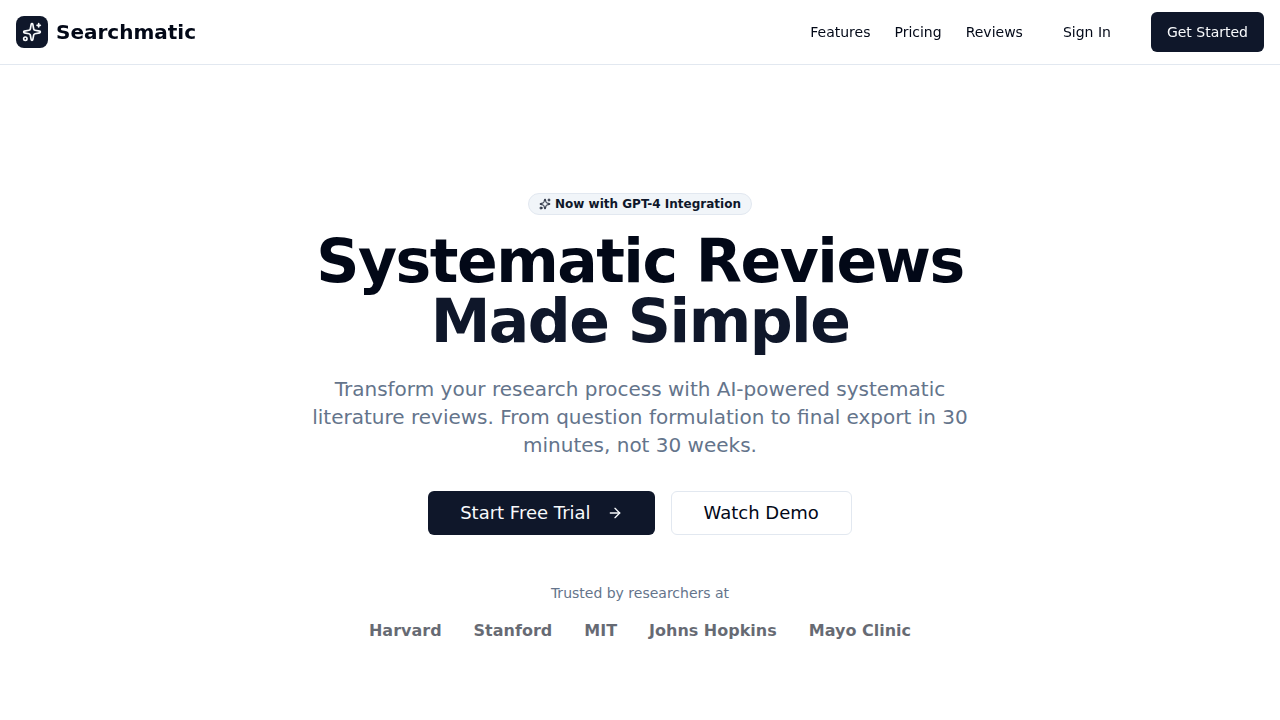 Searchmatic
Features
Pricing
Reviews
Sign In
Get Started
Now with GPT-4 Integration
Systematic Reviews
Made Simple
Transform your research process with AI-powered systematic
literature reviews. From question formulation to final export in 30
minutes, not 30 weeks.
Start Free Trial
Watch Demo
Trusted by researchers at
Harvard
Stanford
MIT
Johns Hopkins
Mayo Clinic